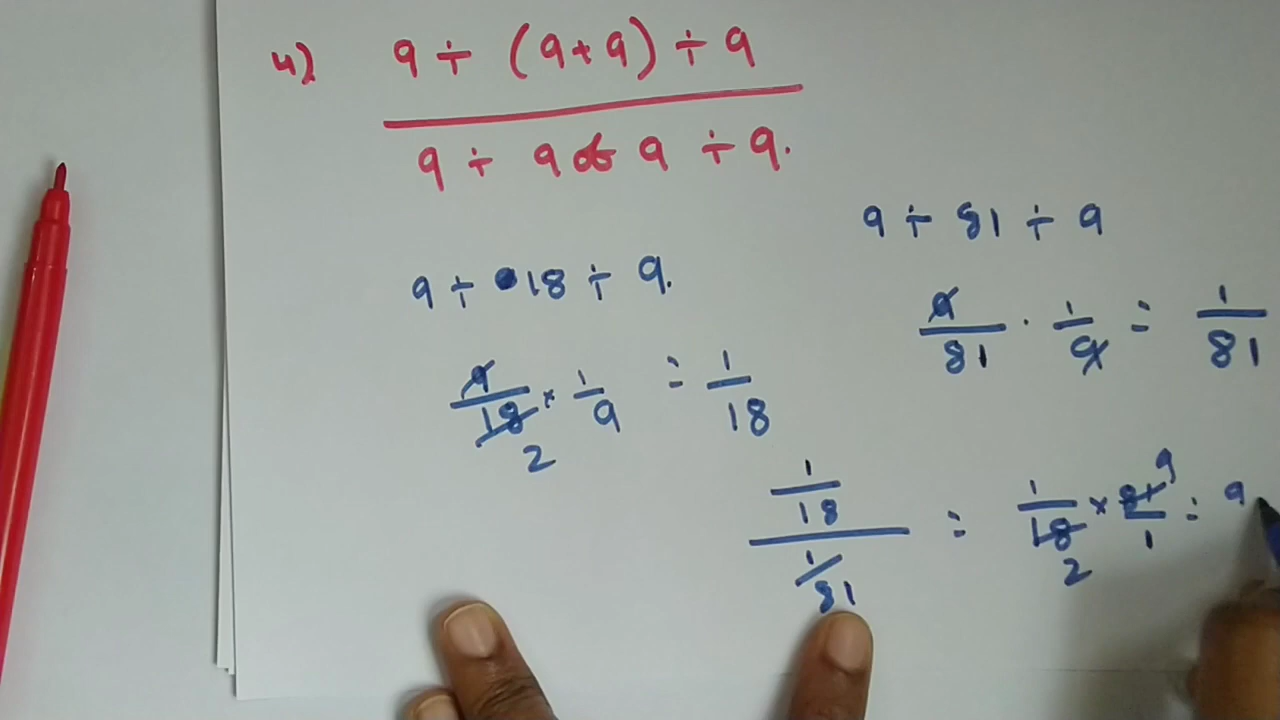 4) 9 ÷ (9+9) ÷ 9
9 ÷ 9 of 9 ÷ 9.
9 ÷ 81 ÷ 9
9 ÷ 18 ÷ 9.
9/81 · 1/9 = 1/81
9/18 2 × 1/9 = 1/18
1/18 / 1/81 = 1/18 2 × 81/1 9 = 9